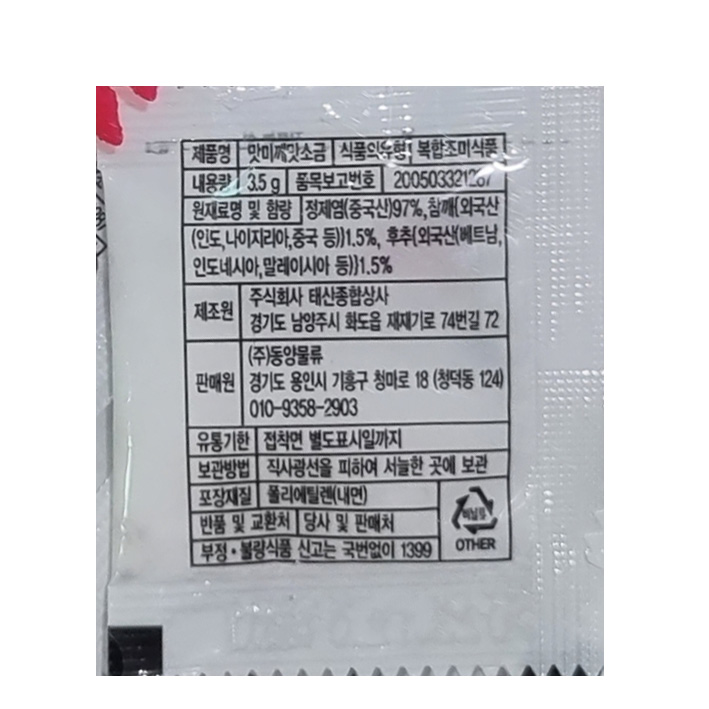 제품명 맛미깨맛소금 식품의유형 복합조미식품
내용량 3.5 g 품목보고번호
원재료명 및 함량 정제염(중국산)97%, 참깨(외국산
(인도,나이지리아,중국 등))1.5%, 후추(외국산(베트남,
인도네시아,말레이시아 등))1.5%
제조원 주식회사 태산종합상사
경기도 남양주시 화도읍 재재기로 74번길 72
판매원 (주)동양물류
경기도 용인시 기흥구 청마로 18 (청덕동 124)
010-9358-2903
유통기한 접착면 별도표시일까지
보관방법 직사광선을 피하여 서늘한 곳에 보관
포장재질 폴리에틸렌(내면)
반품 및 교환처 당사 및 판매처
비닐류
OTHER
부정·불량식품 신고는 국번없이 1399